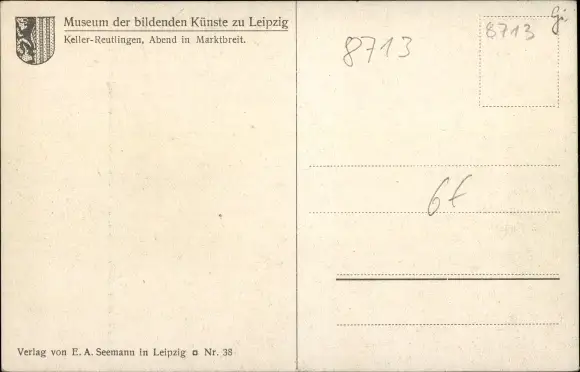 Museum der bildenden Künste zu Leipzig
Keller-Reutlingen, Abend in Marktbreit.
8713
8713
Verlag von E. A. Seemann in Leipzig ¤ Nr. 38